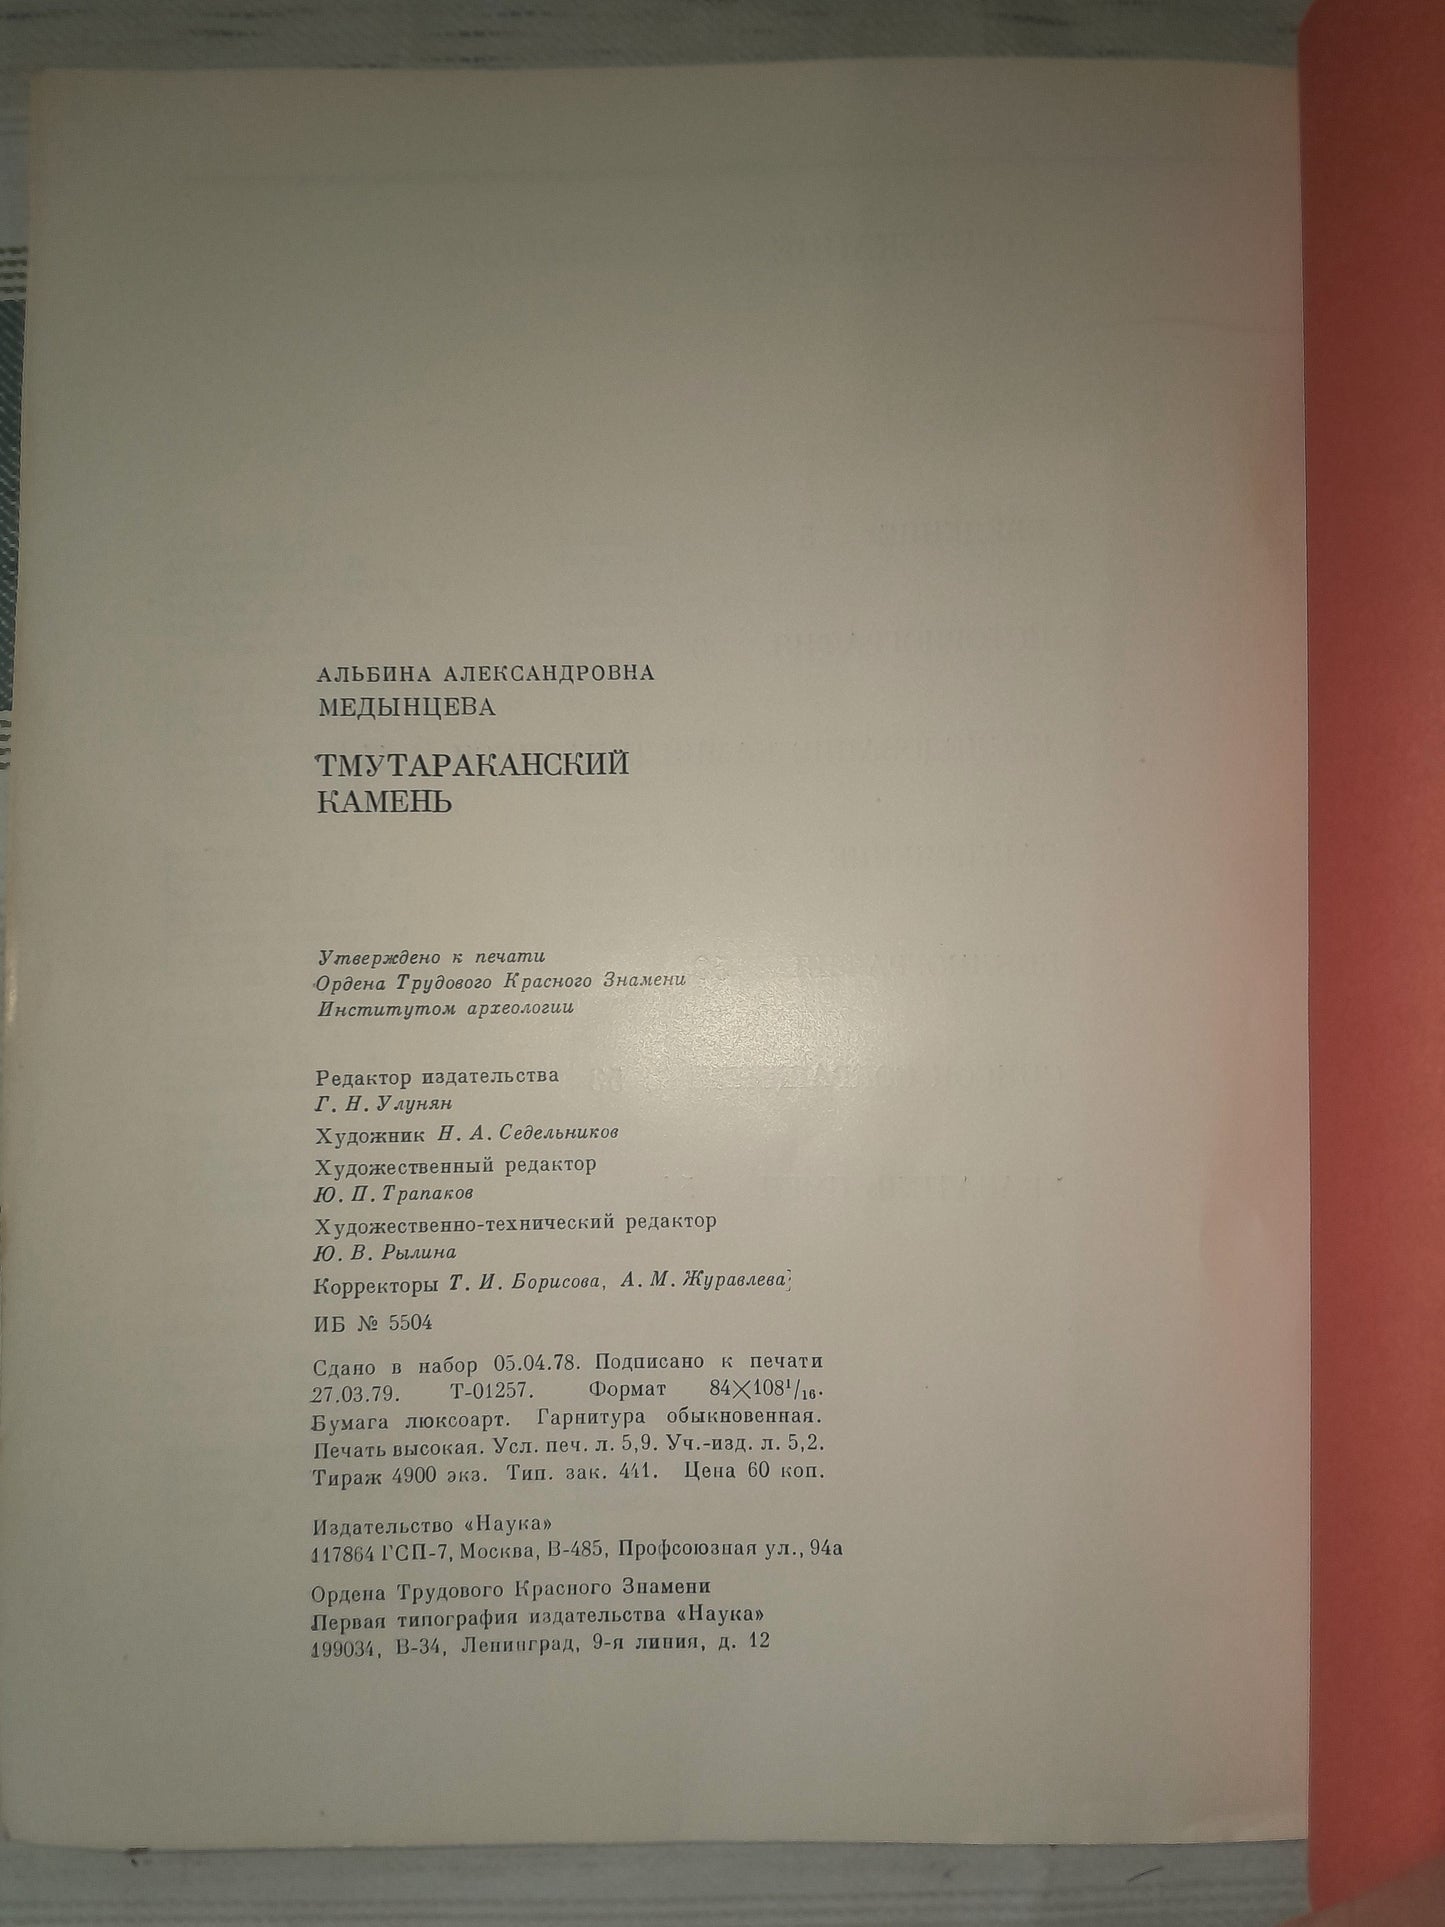 АЛЬБИНА АЛЕКСАНДРОВНА
МЕДЫНЦЕВА
ТМУТАРАКАНСКИЙ
КАМЕНЬ
Утверждено к печати
Ордена Трудового Красного Знамени
Институтом археологии
Редактор издательства
Г. Н. Улунян
Художник Н. А. Седельников
Художественный редактор
Ю. П. Трапаков
Художественно-технический редактор
Ю. В. Рылина
Корректоры Т. И. Борисова, А. М. Журавлева
ИБ № 5504
Сдано в набор 05.04.78. Подписано к печати
27.03.79. Т-01257. Формат 84×108¹/₁₆.
Бумага люксоарт. Гарнитура обыкновенная.
Печать высокая. Усл. печ. л. 5,9. Уч.-изд. л. 5,2.
Тираж 4900 экз. Тип. зак. 441. Цена 60 коп.
Издательство «Наука»
117864 ГСП-7, Москва, В-485, Профсоюзная ул., 94а
Ордена Трудового Красного Знамени
Первая типография издательства «Наука»
199034, В-34, Ленинград, 9-я линия, д. 12